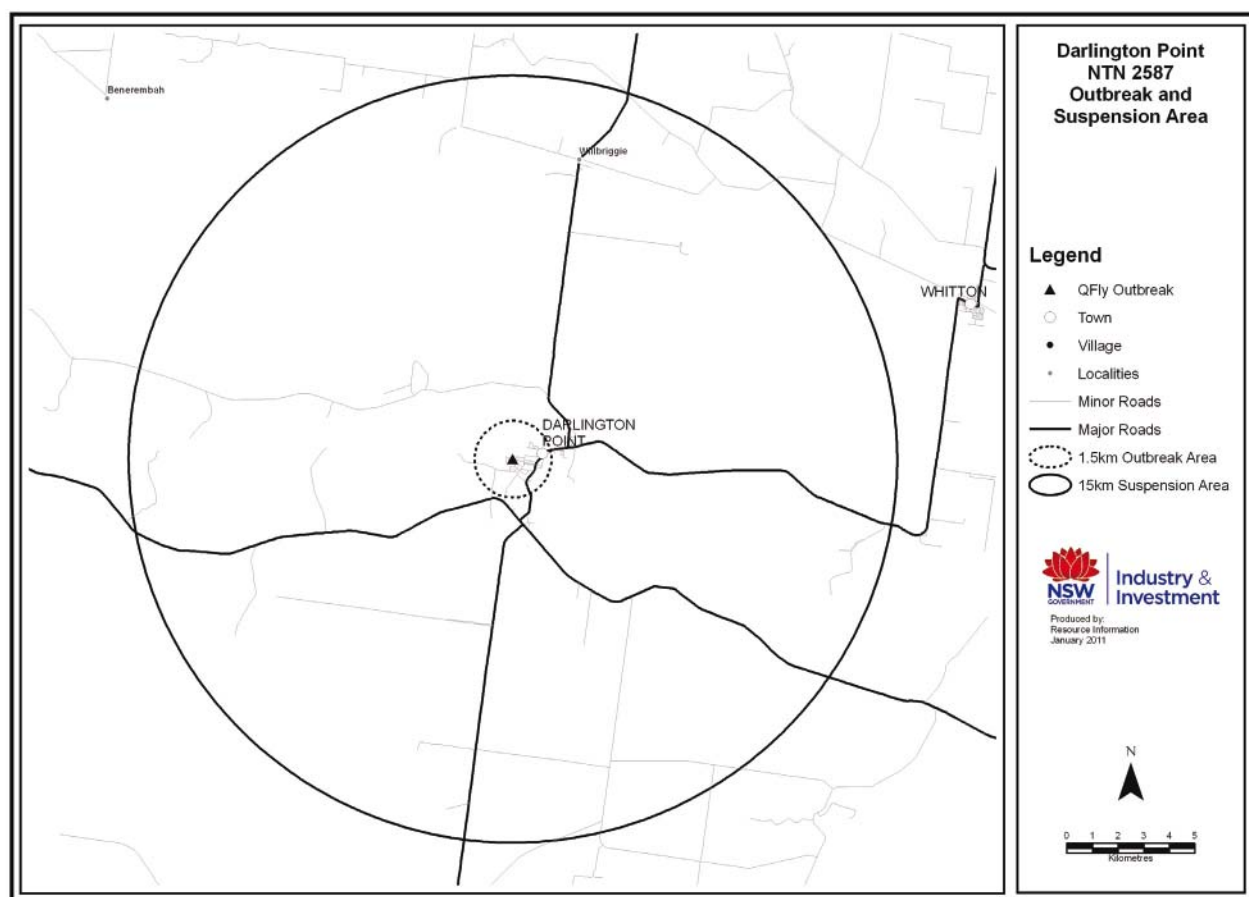 Darlington Point
NTN 2587
Outbreak and
Suspension Area
Benerembah
Willbriggie
WHITTON
DARLINGTON
POINT
Legend
QFly Outbreak
Town
Village
Localities
Minor Roads
Major Roads
1.5km Outbreak Area
15km Suspension Area
NSW
GOVERNMENT
Industry &
Investment
Produced by:
Resource Information
January 2011
N
0 1 2 3 4 5
Kilometres